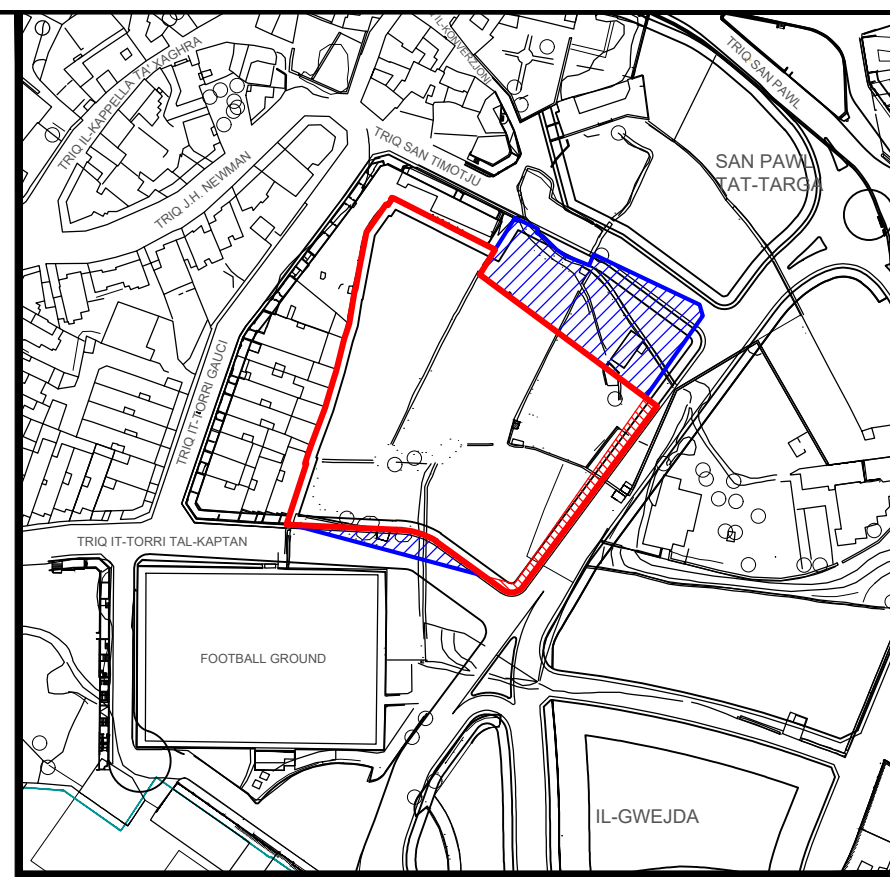 TRIQ IL-KAPPELLA TA' XAGHRA
TRIQ J.H. NEWMAN
IL-KONVERZJONI
TRIQ SAN TIMOTJU
TRIQ SAN PAWL
SAN PAWL
TAT-TARGA
TRIQ IT-TORRI GAUCI
TRIQ IT-TORRI TAL-KAPTAN
FOOTBALL GROUND
IL-GWEJDA